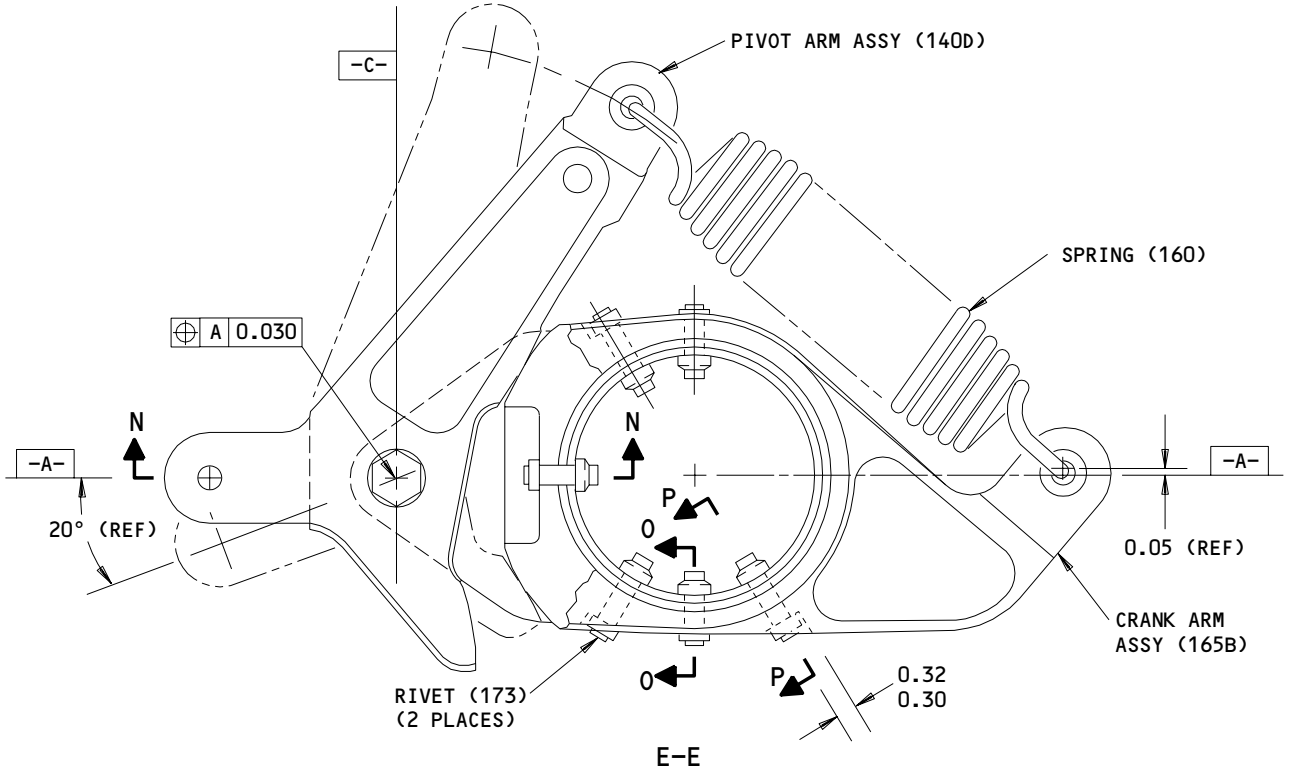 PIVOT ARM ASSY (140D)
-C-
SPRING (160)
⌖ A 0.030
N
N
-A-
-A-
20° (REF)
P
O
0.05 (REF)
CRANK ARM
ASSY (165B)
O
P
0.32
0.30
RIVET (173)
(2 PLACES)
E-E